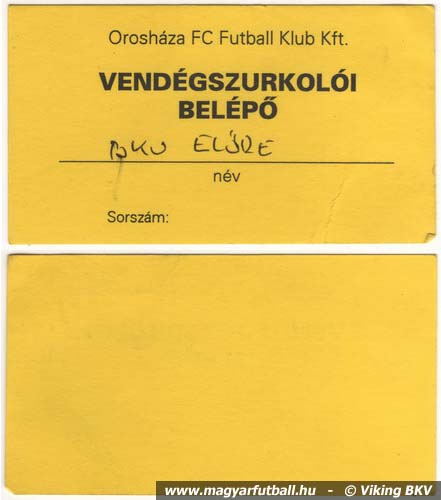 Orosháza FC Futball Klub Kft.
VENDÉGSZURKOLÓI
BELÉPŐ
BKV ELŐRE
név
Sorszám:
www.magyarfutball.hu - © Viking BKV